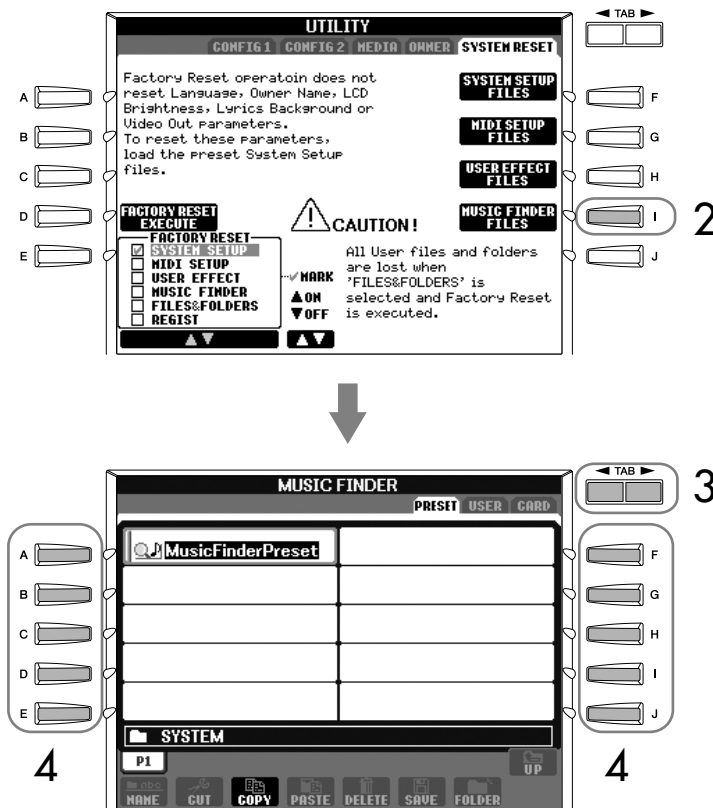 UTILITY
◄ TAB ►
CONFIG 1 CONFIG 2 MEDIA OWNER SYSTEM RESET
Factory Reset operatoin does not
reset Language, Owner Name, LCD
Brightness, Lyrics Background or
Video Out parameters.
To reset these parameters,
load the preset System Setup
files.
SYSTEM SETUP
FILES
MIDI SETUP
FILES
USER EFFECT
FILES
MUSIC FINDER
FILES
A
B
C
D
E
F
G
H
I
J
2
FACTORY RESET
EXECUTE
CAUTION!
FACTORY RESET
SYSTEM SETUP
MIDI SETUP
USER EFFECT
MUSIC FINDER
FILES&FOLDERS
REGIST
MARK
▲ON
▼OFF
All User files and folders
are lost when
'FILES&FOLDERS' is
selected and Factory Reset
is executed.
▲▼
▲▼
MUSIC FINDER
◄ TAB ►
3
PRESET USER CARD
MusicFinderPreset
A
B
C
D
E
F
G
H
I
J
SYSTEM
P1
UP
4
4
NAME CUT COPY PASTE DELETE SAVE FOLDER